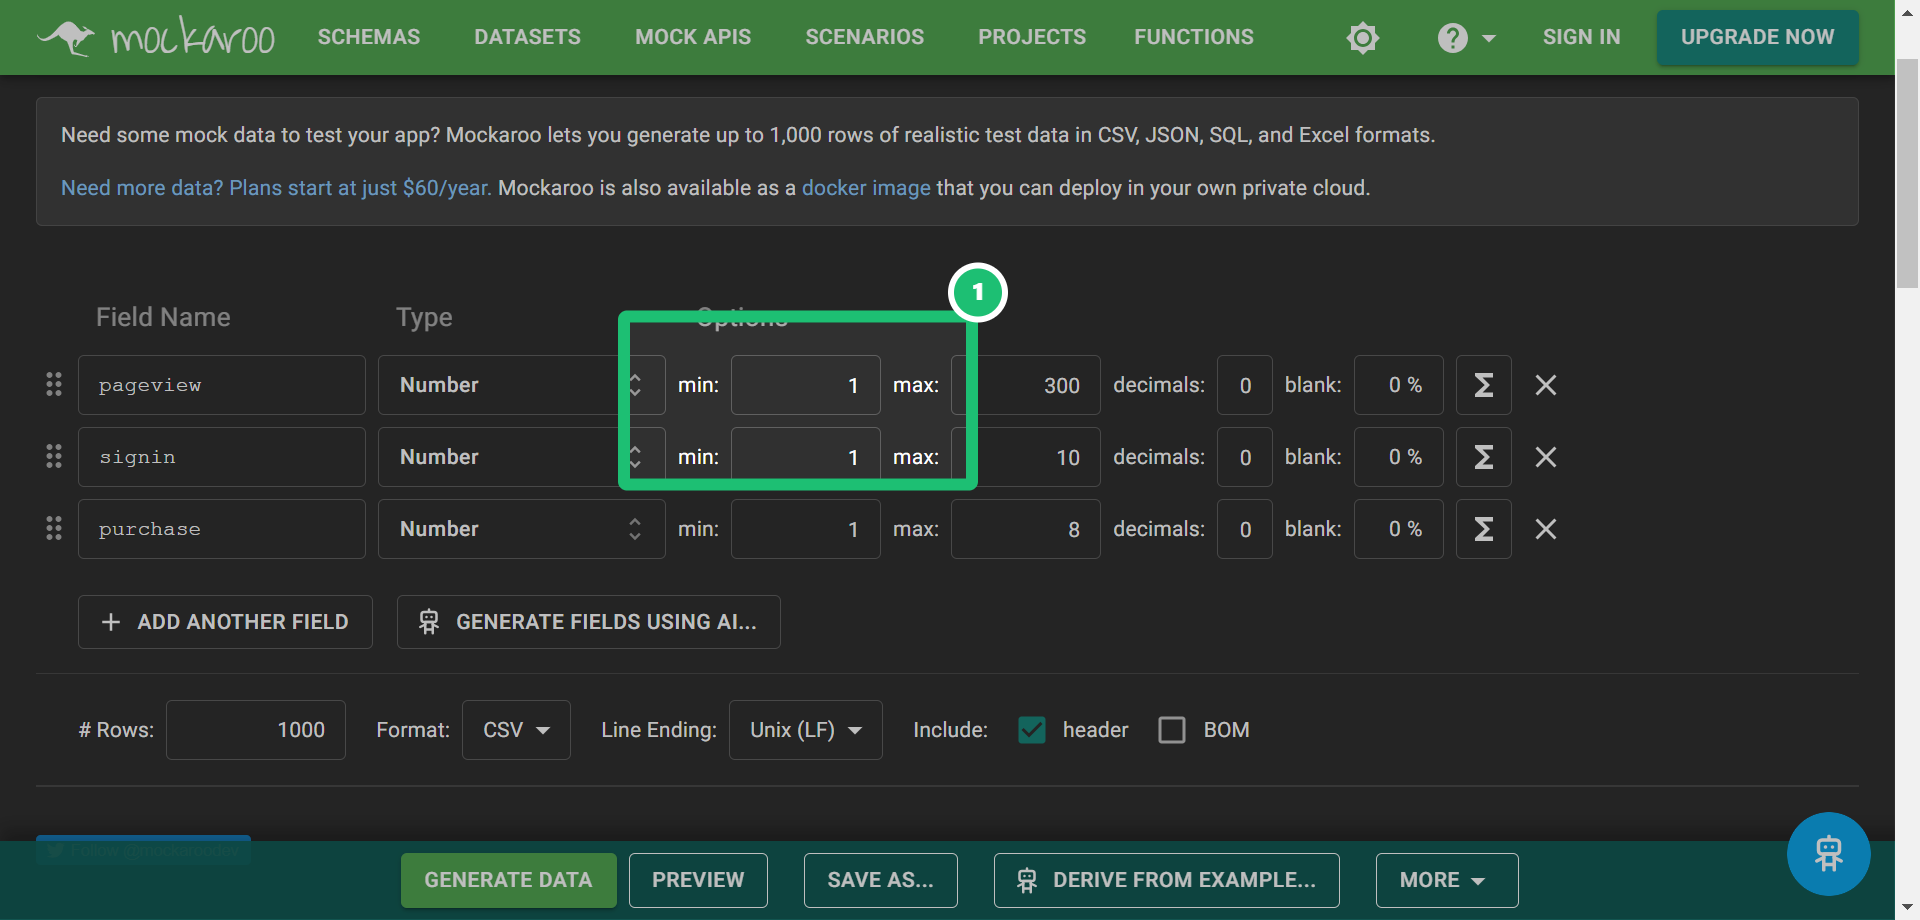 mockaroo SCHEMAS DATASETS MOCK APIS SCENARIOS PROJECTS FUNCTIONS ? SIGN IN UPGRADE NOW
Need some mock data to test your app? Mockaroo lets you generate up to 1,000 rows of realistic test data in CSV, JSON, SQL, and Excel formats.
Need more data? Plans start at just $60/year. Mockaroo is also available as a docker image that you can deploy in your own private cloud.
1
Field Name Type Options
pageview Number min: 1 max: 300 decimals: 0 blank: 0 % Σ
signin Number min: 1 max: 10 decimals: 0 blank: 0 % Σ
purchase Number min: 1 max: 8 decimals: 0 blank: 0 % Σ
+ ADD ANOTHER FIELD GENERATE FIELDS USING AI...
# Rows: 1000 Format: CSV Line Ending: Unix (LF) Include: header BOM
Follow @mockaroodev
GENERATE DATA PREVIEW SAVE AS... DERIVE FROM EXAMPLE... MORE